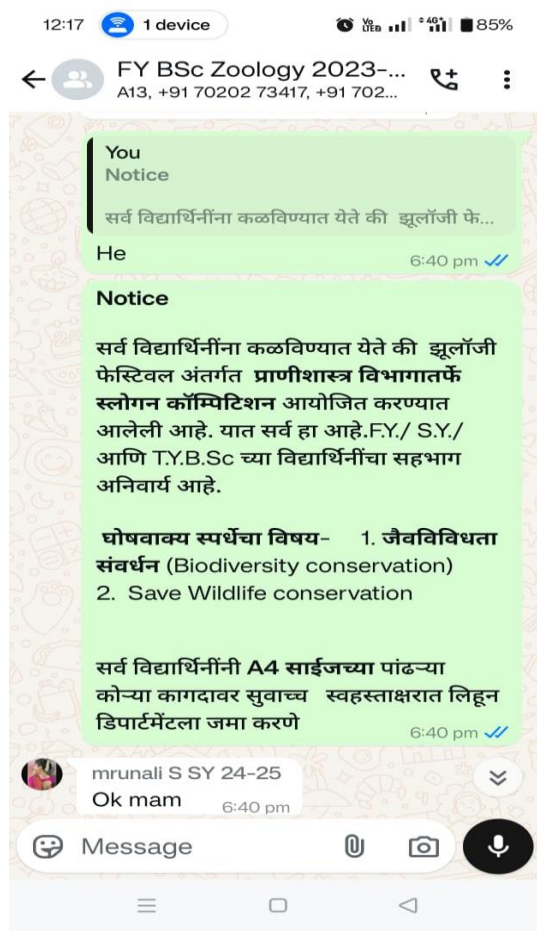 12:17 1 device Vo LTE2 4G+ 85%
FY BSc Zoology 2023-...
A13, +91 70202 73417, +91 702...
You
Notice
सर्व विद्यार्थिनींना कळविण्यात येते की झूलॉजी फे...
He
6:40 pm
Notice
सर्व विद्यार्थिनींना कळविण्यात येते की झूलॉजी
फेस्टिवल अंतर्गत प्राणीशास्त्र विभागातर्फे
स्लोगन कॉम्पिटिशन आयोजित करण्यात
आलेली आहे. यात सर्व हा आहे.F.Y./ S.Y./
आणि T.Y.B.Sc च्या विद्यार्थिनींचा सहभाग
अनिवार्य आहे.
घोषवाक्य स्पर्धेचा विषय- 1. जैवविविधता
संवर्धन (Biodiversity conservation)
2. Save Wildlife conservation
सर्व विद्यार्थिनींनी A4 साईजच्या पांढऱ्या
कोऱ्या कागदावर सुवाच्च स्वहस्ताक्षरात लिहून
डिपार्टमेंटला जमा करणे
6:40 pm
mrunali S SY 24-25
Ok mam
6:40 pm
Message